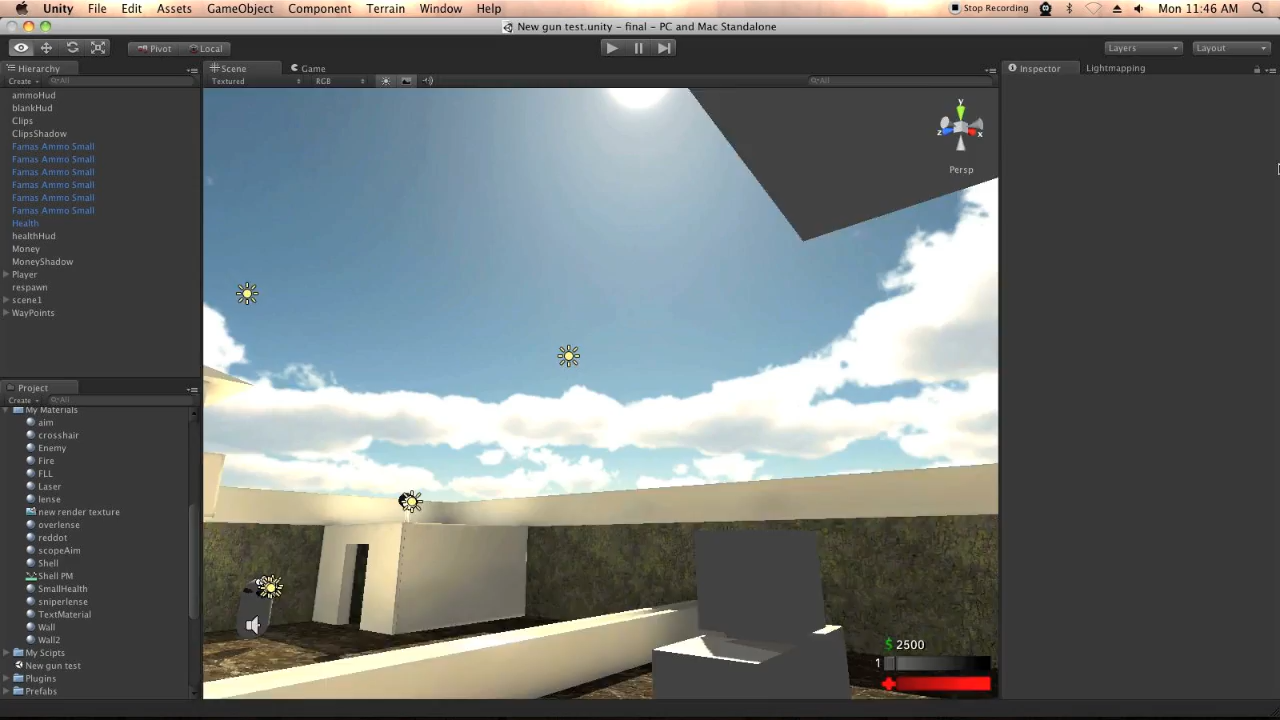 Unity File Edit Assets GameObject Component Terrain Window Help Stop Recording Mon 11:46 AM
New gun test.unity – final – PC and Mac Standalone
Pivot Local Layers Layout
Hierarchy Scene Game Inspector Lightmapping
Create All Textured RGB All
ammoHud
blankHud
Clips
ClipsShadow
Famas Ammo Small
Famas Ammo Small
Famas Ammo Small
Famas Ammo Small
Famas Ammo Small
Famas Ammo Small
Health
healthHud
Money
MoneyShadow
Player
respawn
scene1
WayPoints
y
z x
Persp
Project
Create All
My Materials
aim
crosshair
Enemy
Fire
FLL
Laser
lense
new render texture
overlense
reddot
scopeAim
Shell
Shell PM
SmallHealth
sniperlense
TextMaterial
Wall
Wall2
My Scipts
New gun test
Plugins
Prefabs
$ 2500
1